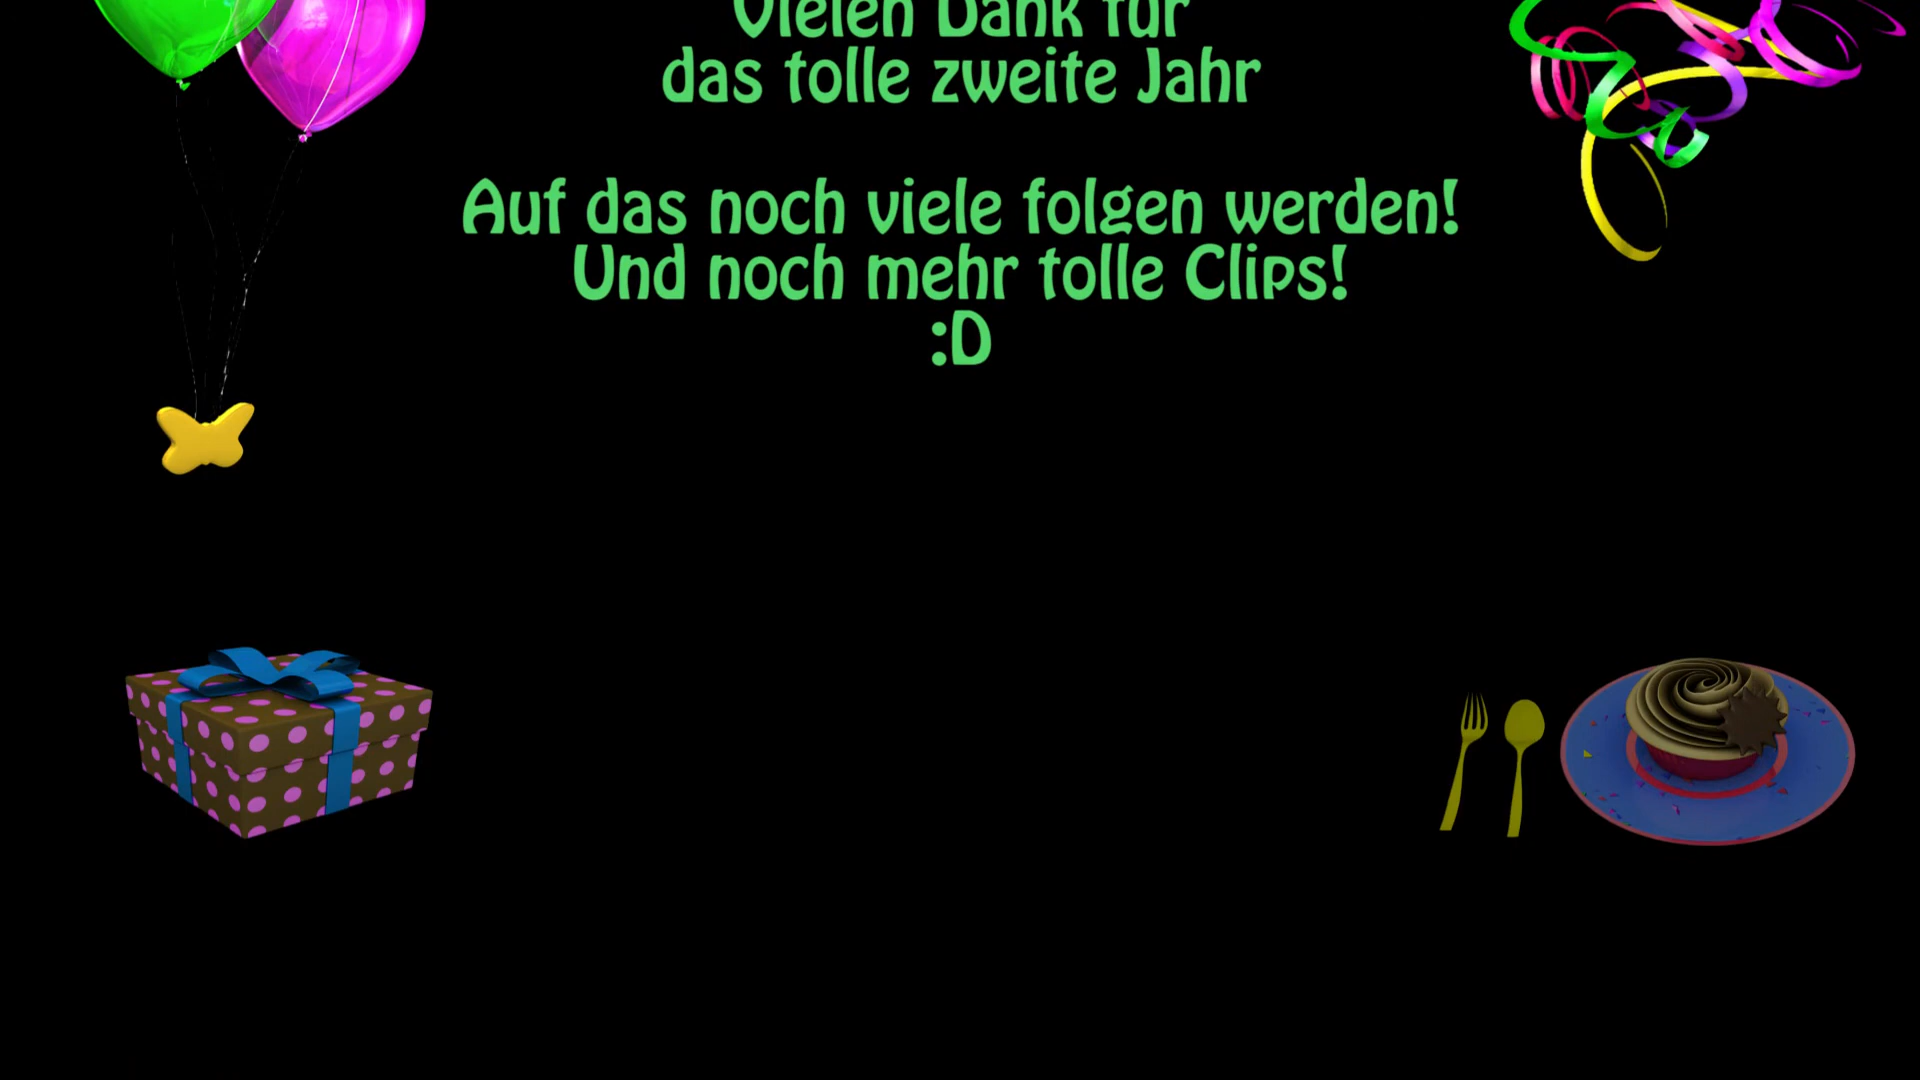 Vielen Dank für
das tolle zweite Jahr
Auf das noch viele folgen werden!
Und noch mehr tolle Clips!
:D